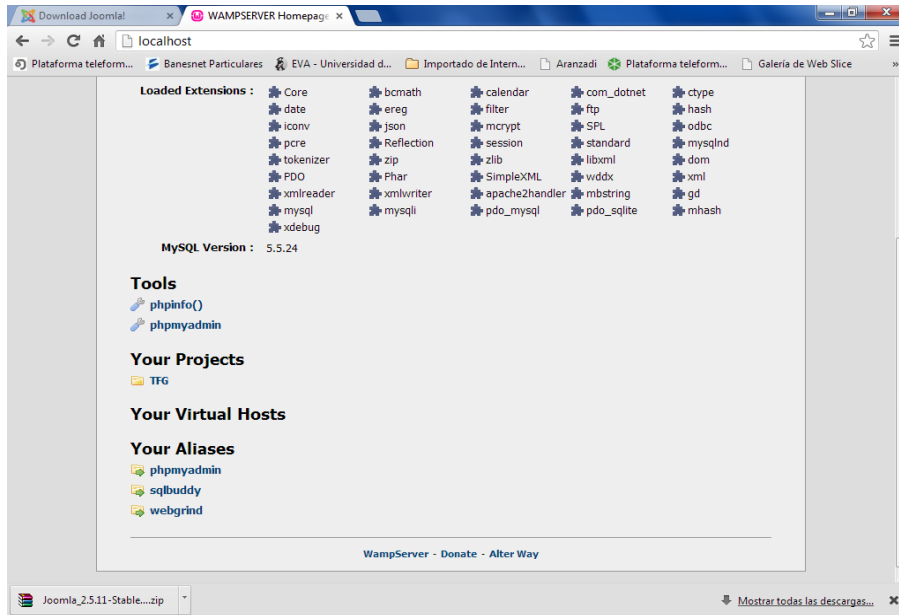 Download Joomla!
WAMPSERVER Homepage
localhost
Plataforma teleform...
Banesnet Particulares
EVA - Universidad d...
Importado de Intern...
Aranzadi
Plataforma teleform...
Galería de Web Slice
»
Loaded Extensions : Core bcmath calendar com_dotnet ctype
date ereg filter ftp hash
iconv json mcrypt SPL odbc
pcre Reflection session standard mysqlnd
tokenizer zip zlib libxml dom
PDO Phar SimpleXML wddx xml
xmlreader xmlwriter apache2handler mbstring gd
mysql mysqli pdo_mysql pdo_sqlite mhash
xdebug
MySQL Version : 5.5.24
Tools
phpinfo()
phpmyadmin
Your Projects
TFG
Your Virtual Hosts
Your Aliases
phpmyadmin
sqlbuddy
webgrind
WampServer - Donate - Alter Way
Joomla_2.5.11-Stable....zip
Mostrar todas las descargas...